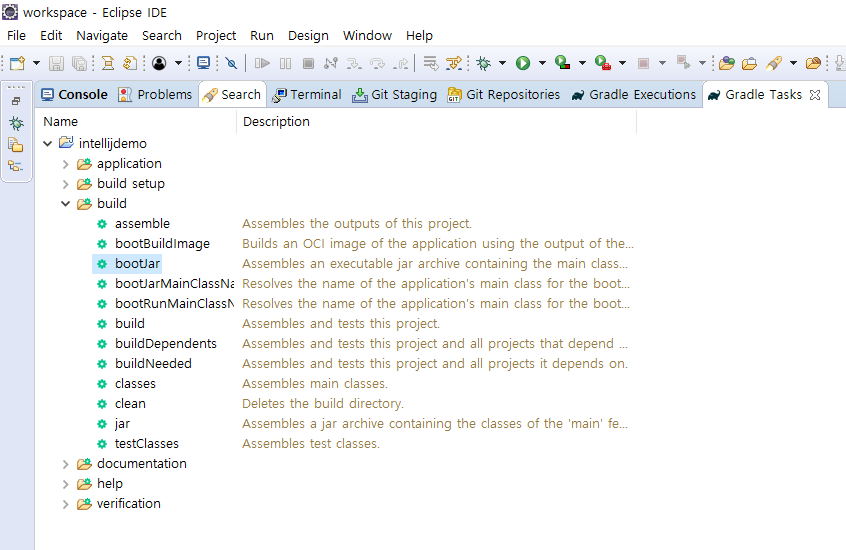 workspace - Eclipse IDE
File Edit Navigate Search Project Run Design Window Help
Console Problems Search Terminal Git Staging Git Repositories Gradle Executions Gradle Tasks
Name Description
intellijdemo
application
build setup
build
assemble Assembles the outputs of this project.
bootBuildImage Builds an OCI image of the application using the output of the...
bootJar Assembles an executable jar archive containing the main class...
bootJarMainClassNa Resolves the name of the application's main class for the boot...
bootRunMainClassN Resolves the name of the application's main class for the boot...
build Assembles and tests this project.
buildDependents Assembles and tests this project and all projects that depend ...
buildNeeded Assembles and tests this project and all projects it depends on.
classes Assembles main classes.
clean Deletes the build directory.
jar Assembles a jar archive containing the classes of the 'main' fe...
testClasses Assembles test classes.
documentation
help
verification